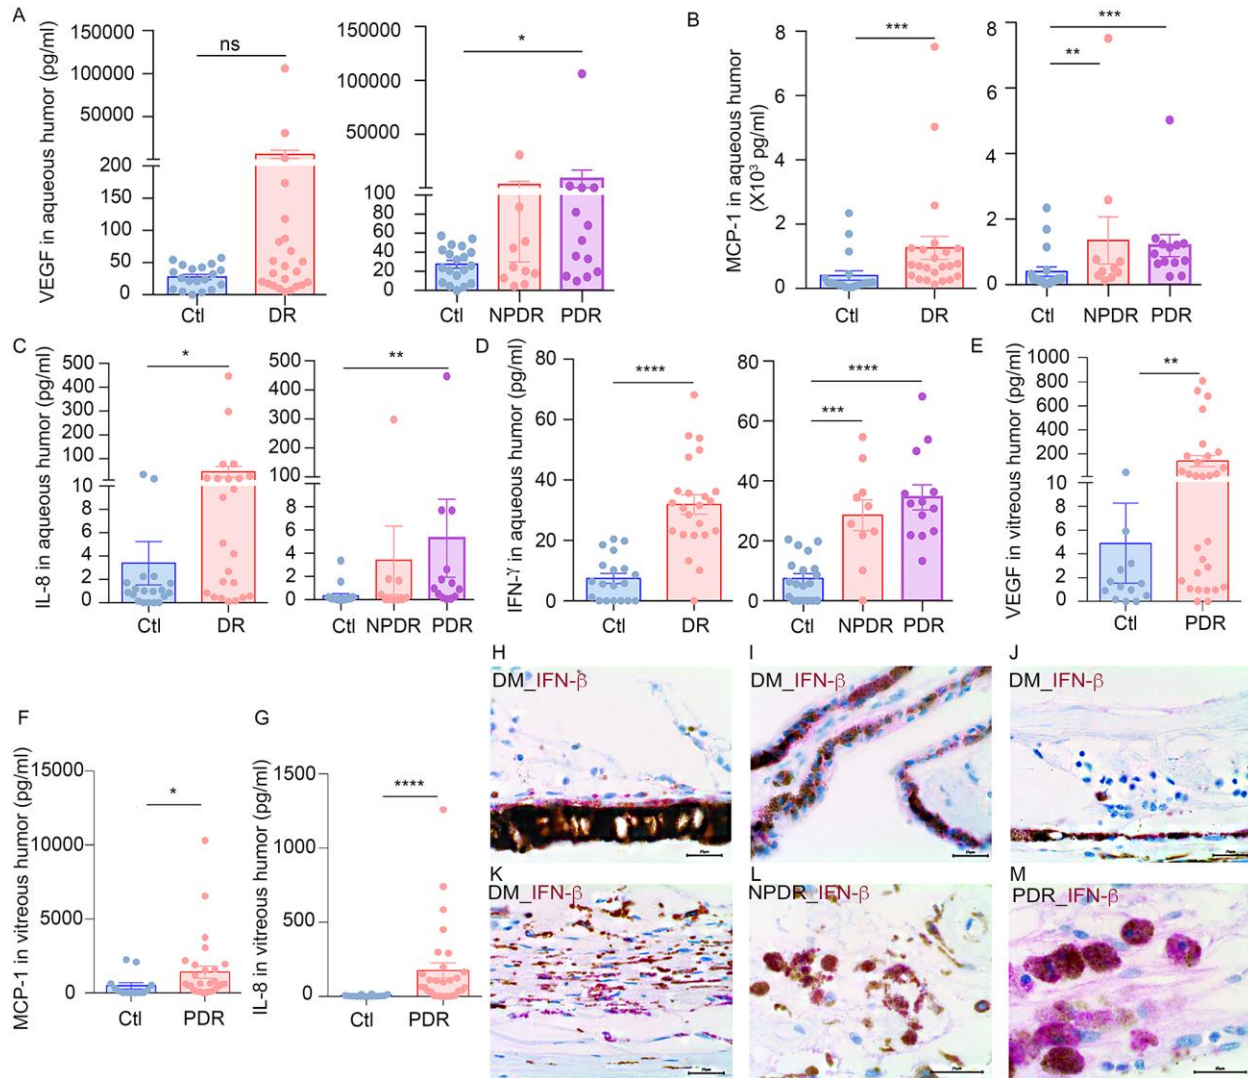 A
VEGF in aqueous humor (pg/ml)
150000
100000
50000
200
150
100
50
0
ns
Ctl DR
150000
100000
50000
100
80
60
40
20
0
*
Ctl NPDR PDR
B
MCP-1 in aqueous humor
(X10³ pg/ml)
8
6
4
2
0
***
Ctl DR
8
6
4
2
0
***
**
Ctl NPDR PDR
C
IL-8 in aqueous humor (pg/ml)
500
400
300
200
100
10
8
6
4
2
0
*
Ctl DR
500
400
300
200
100
8
6
4
2
0
**
Ctl NPDR PDR
D
IFN-γ in aqueous humor (pg/ml)
80
60
40
20
0
****
Ctl DR
80
60
40
20
0
****
***
Ctl NPDR PDR
E
VEGF in vitreous humor (pg/ml)
1000
800
600
400
200
10
8
6
4
2
0
**
Ctl PDR
F
MCP-1 in vitreous humor (pg/ml)
15000
10000
5000
0
*
Ctl PDR
G
IL-8 in vitreous humor (pg/ml)
1500
1000
500
0
****
Ctl PDR
H
DM_IFN-β
I
DM_IFN-β
J
DM_IFN-β
K
DM_IFN-β
L
NPDR_IFN-β
M
PDR_IFN-β